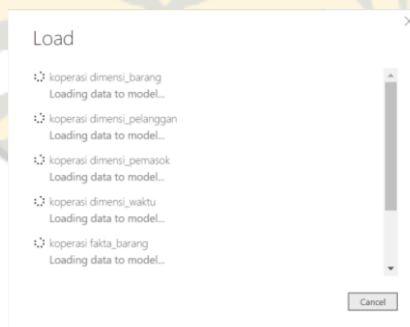 Load
koperasi dimensi_barang
Loading data to model...
koperasi dimensi_pelanggan
Loading data to model...
koperasi dimensi_pemasok
Loading data to model...
koperasi dimensi_waktu
Loading data to model...
koperasi fakta_barang
Loading data to model...
Cancel